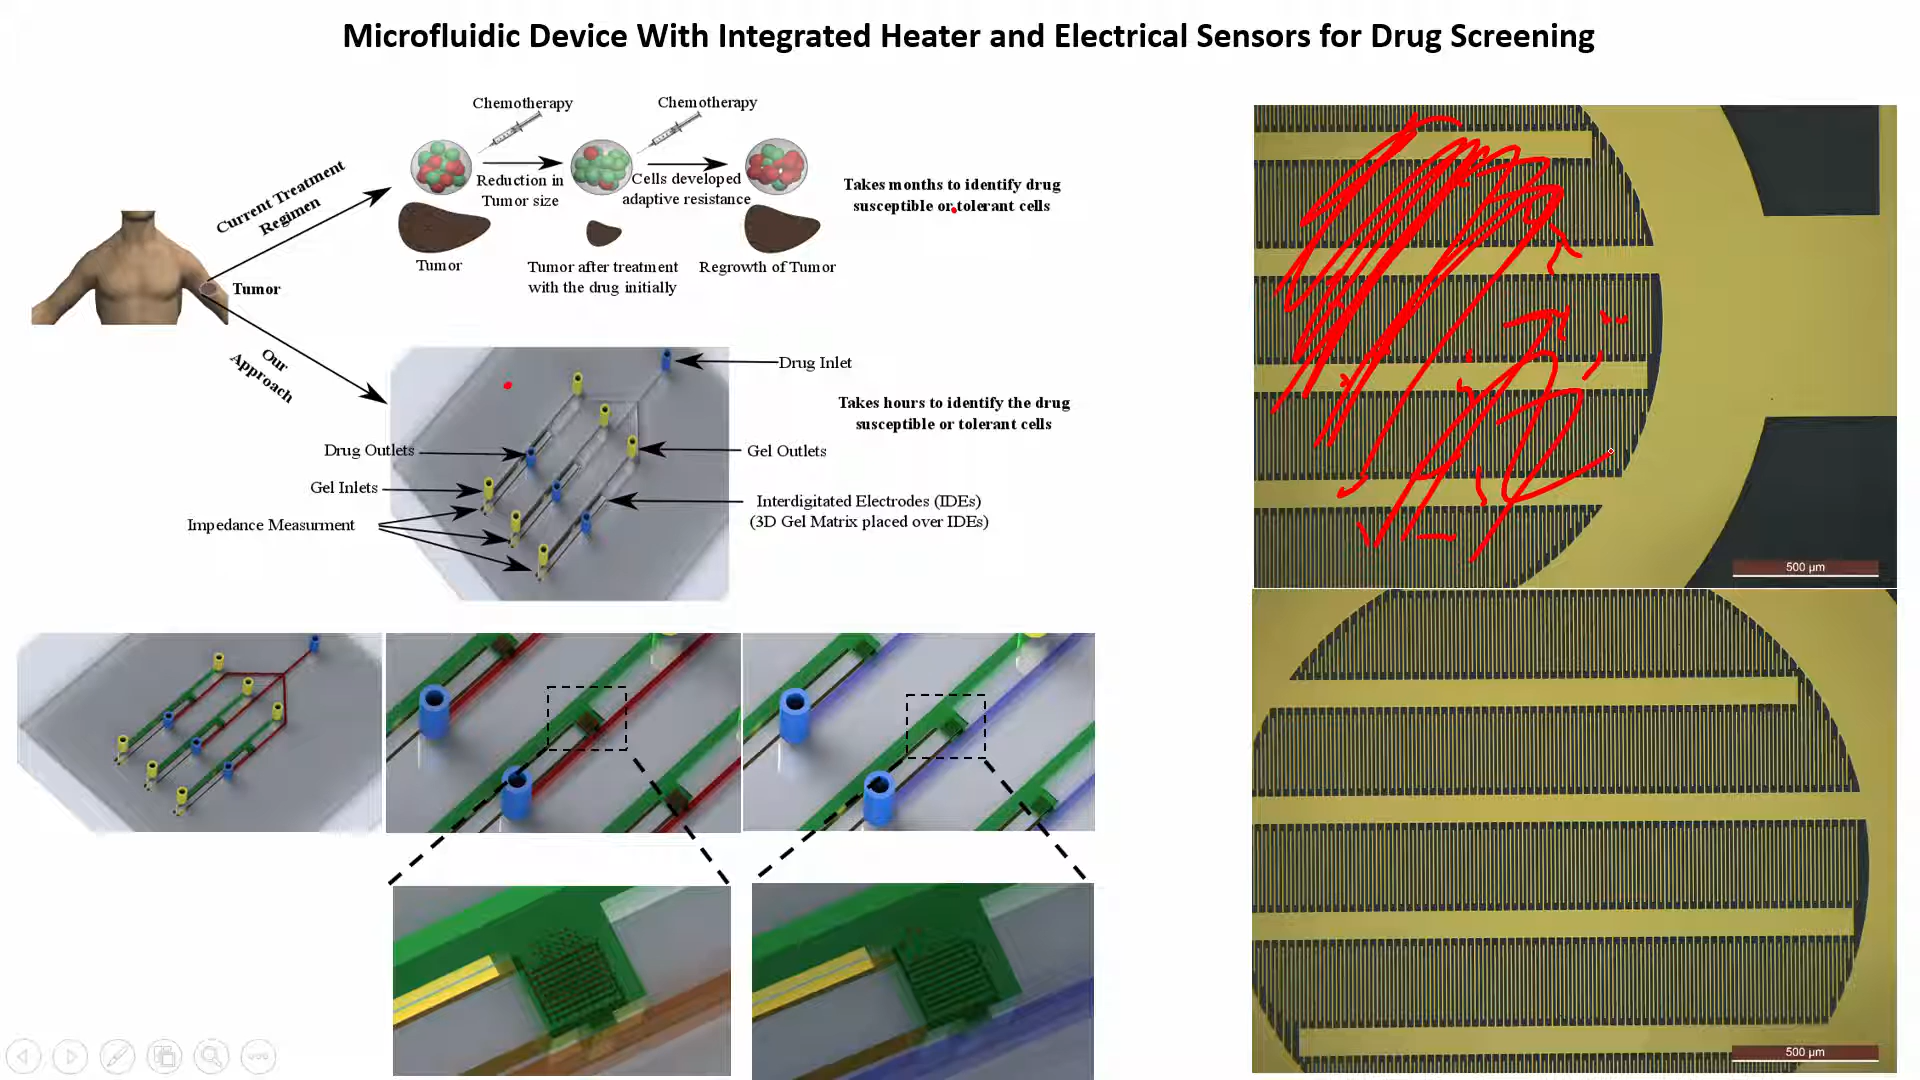 Microfluidic Device With Integrated Heater and Electrical Sensors for Drug Screening
Chemotherapy
Chemotherapy
Current Treatment
Regimen
Reduction in
Tumor size
Cells developed
adaptive resistance
Takes months to identify drug
susceptible or tolerant cells
Tumor
Tumor after treatment
with the drug initially
Regrowth of Tumor
Tumor
Our
Approach
Drug Inlet
Takes hours to identify the drug
susceptible or tolerant cells
Drug Outlets
Gel Outlets
Gel Inlets
Interdigitated Electrodes (IDEs)
(3D Gel Matrix placed over IDEs)
Impedance Measurment
500 µm
500 µm